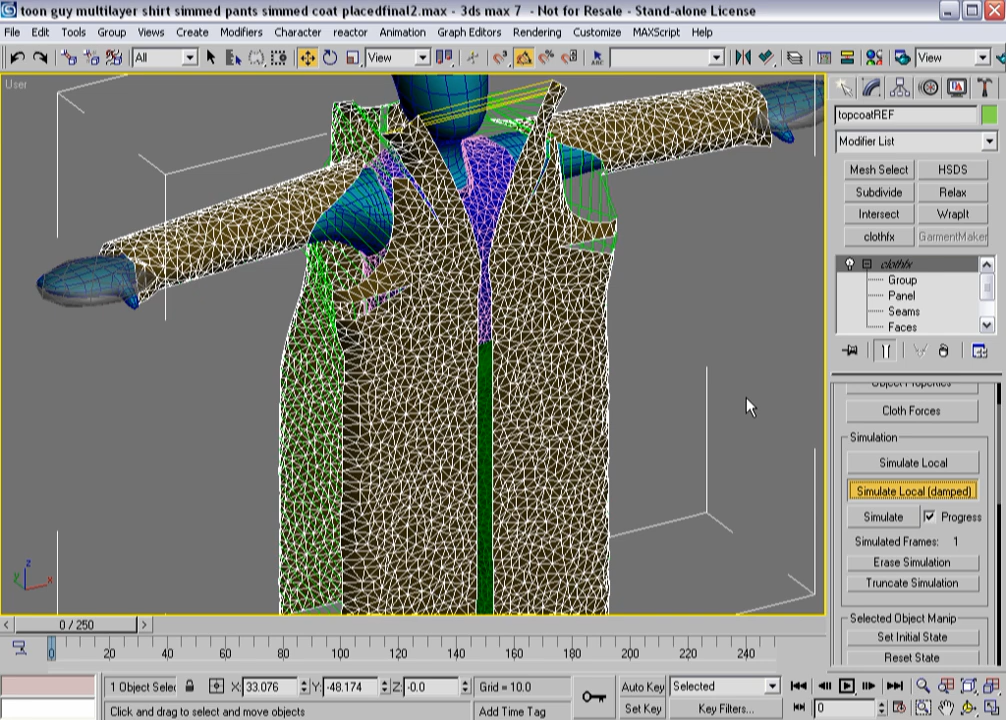 toon guy multilayer shirt simmed pants simmed coat placedfinal2.max - 3ds max 7 - Not for Resale - Stand-alone License
File Edit Tools Group Views Create Modifiers Character reactor Animation Graph Editors Rendering Customize MAXScript Help
All View View
User
topcoatREF
Modifier List
Mesh Select HSDS
Subdivide Relax
Intersect WrapIt
clothfx GarmentMaker
clothfx
Group
Panel
Seams
Faces
Object Properties
Cloth Forces
Simulation
Simulate Local
Simulate Local (damped)
Simulate Progress
Simulated Frames: 1
Erase Simulation
Truncate Simulation
Selected Object Manip
Set Initial State
Reset State
z
y x
< 0 / 250 >
0 20 40 60 80 100 120 140 160 180 200 220 240
1 Object Selec X: 33.076 Y: -48.174 Z: -0.0 Grid = 10.0 Auto Key Selected
Click and drag to select and move objects Add Time Tag Set Key Key Filters... 0